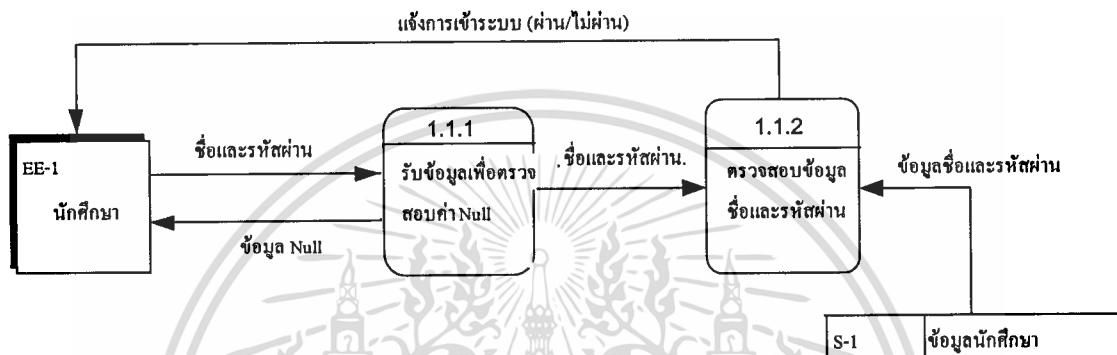 แจ้งการเข้าระบบ (ผ่าน/ไม่ผ่าน)
EE-1
นักศึกษา
ชื่อและรหัสผ่าน
ข้อมูล Null
1.1.1
รับข้อมูลเพื่อตรวจ
สอบค่า Null
.ชื่อและรหัสผ่าน.
1.1.2
ตรวจสอบข้อมูล
ชื่อและรหัสผ่าน
ข้อมูลชื่อและรหัสผ่าน
S-1
ข้อมูลนักศึกษา